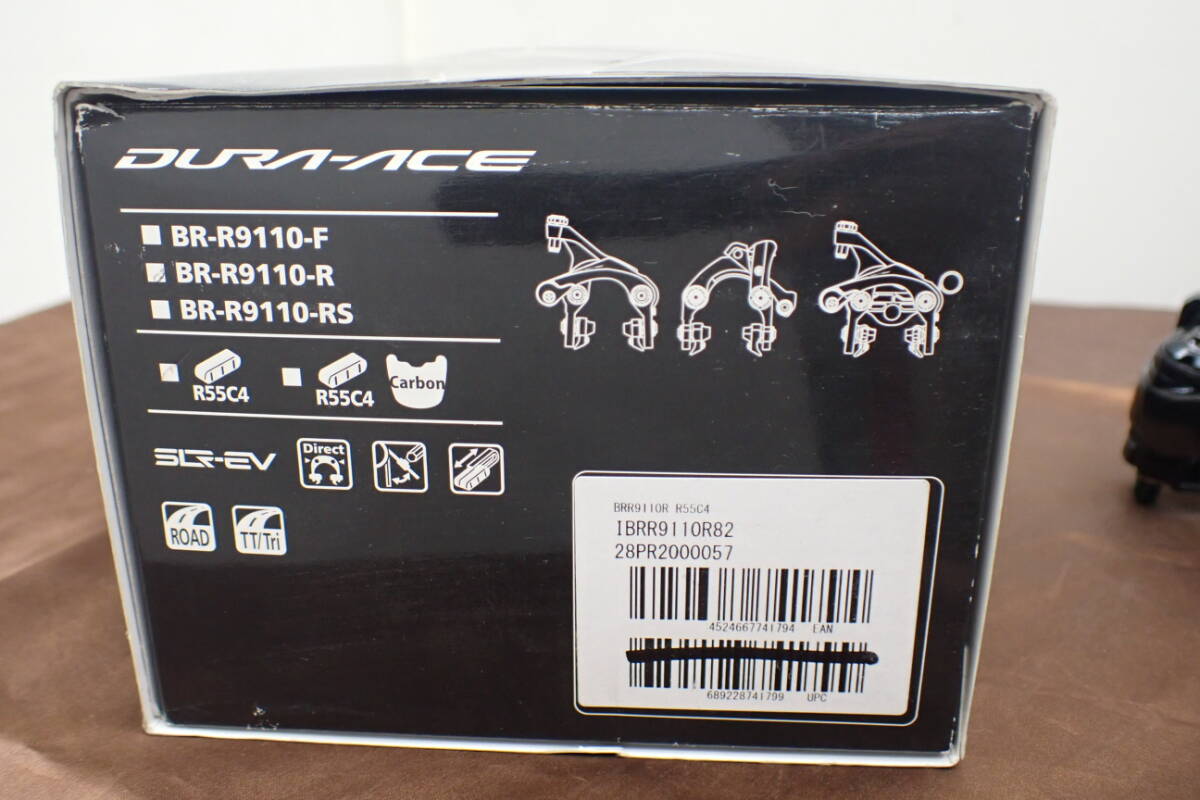 DURA-ACE
BR-R9110-F
BR-R9110-R
BR-R9110-RS
R55C4
R55C4
Carbon
SLR-EV
Direct
ROAD
TT/Tri
BRR9110R R55C4
IBRR9110R82
28PR2000057
4524667741794 EAN
689228741799 UPC